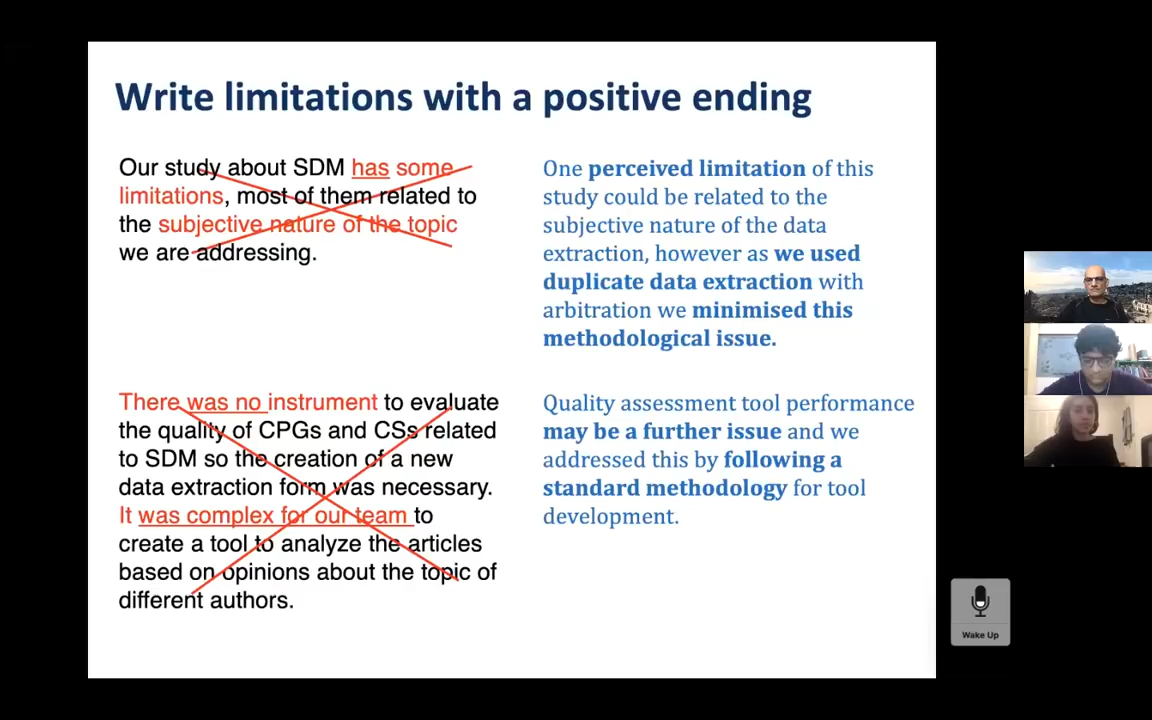 Write limitations with a positive ending
Our study about SDM has some
limitations, most of them related to
the subjective nature of the topic
we are addressing.
One perceived limitation of this
study could be related to the
subjective nature of the data
extraction, however as we used
duplicate data extraction with
arbitration we minimised this
methodological issue.
There was no instrument to evaluate
the quality of CPGs and CSs related
to SDM so the creation of a new
data extraction form was necessary.
It was complex for our team to
create a tool to analyze the articles
based on opinions about the topic of
different authors.
Quality assessment tool performance
may be a further issue and we
addressed this by following a
standard methodology for tool
development.
Wake Up